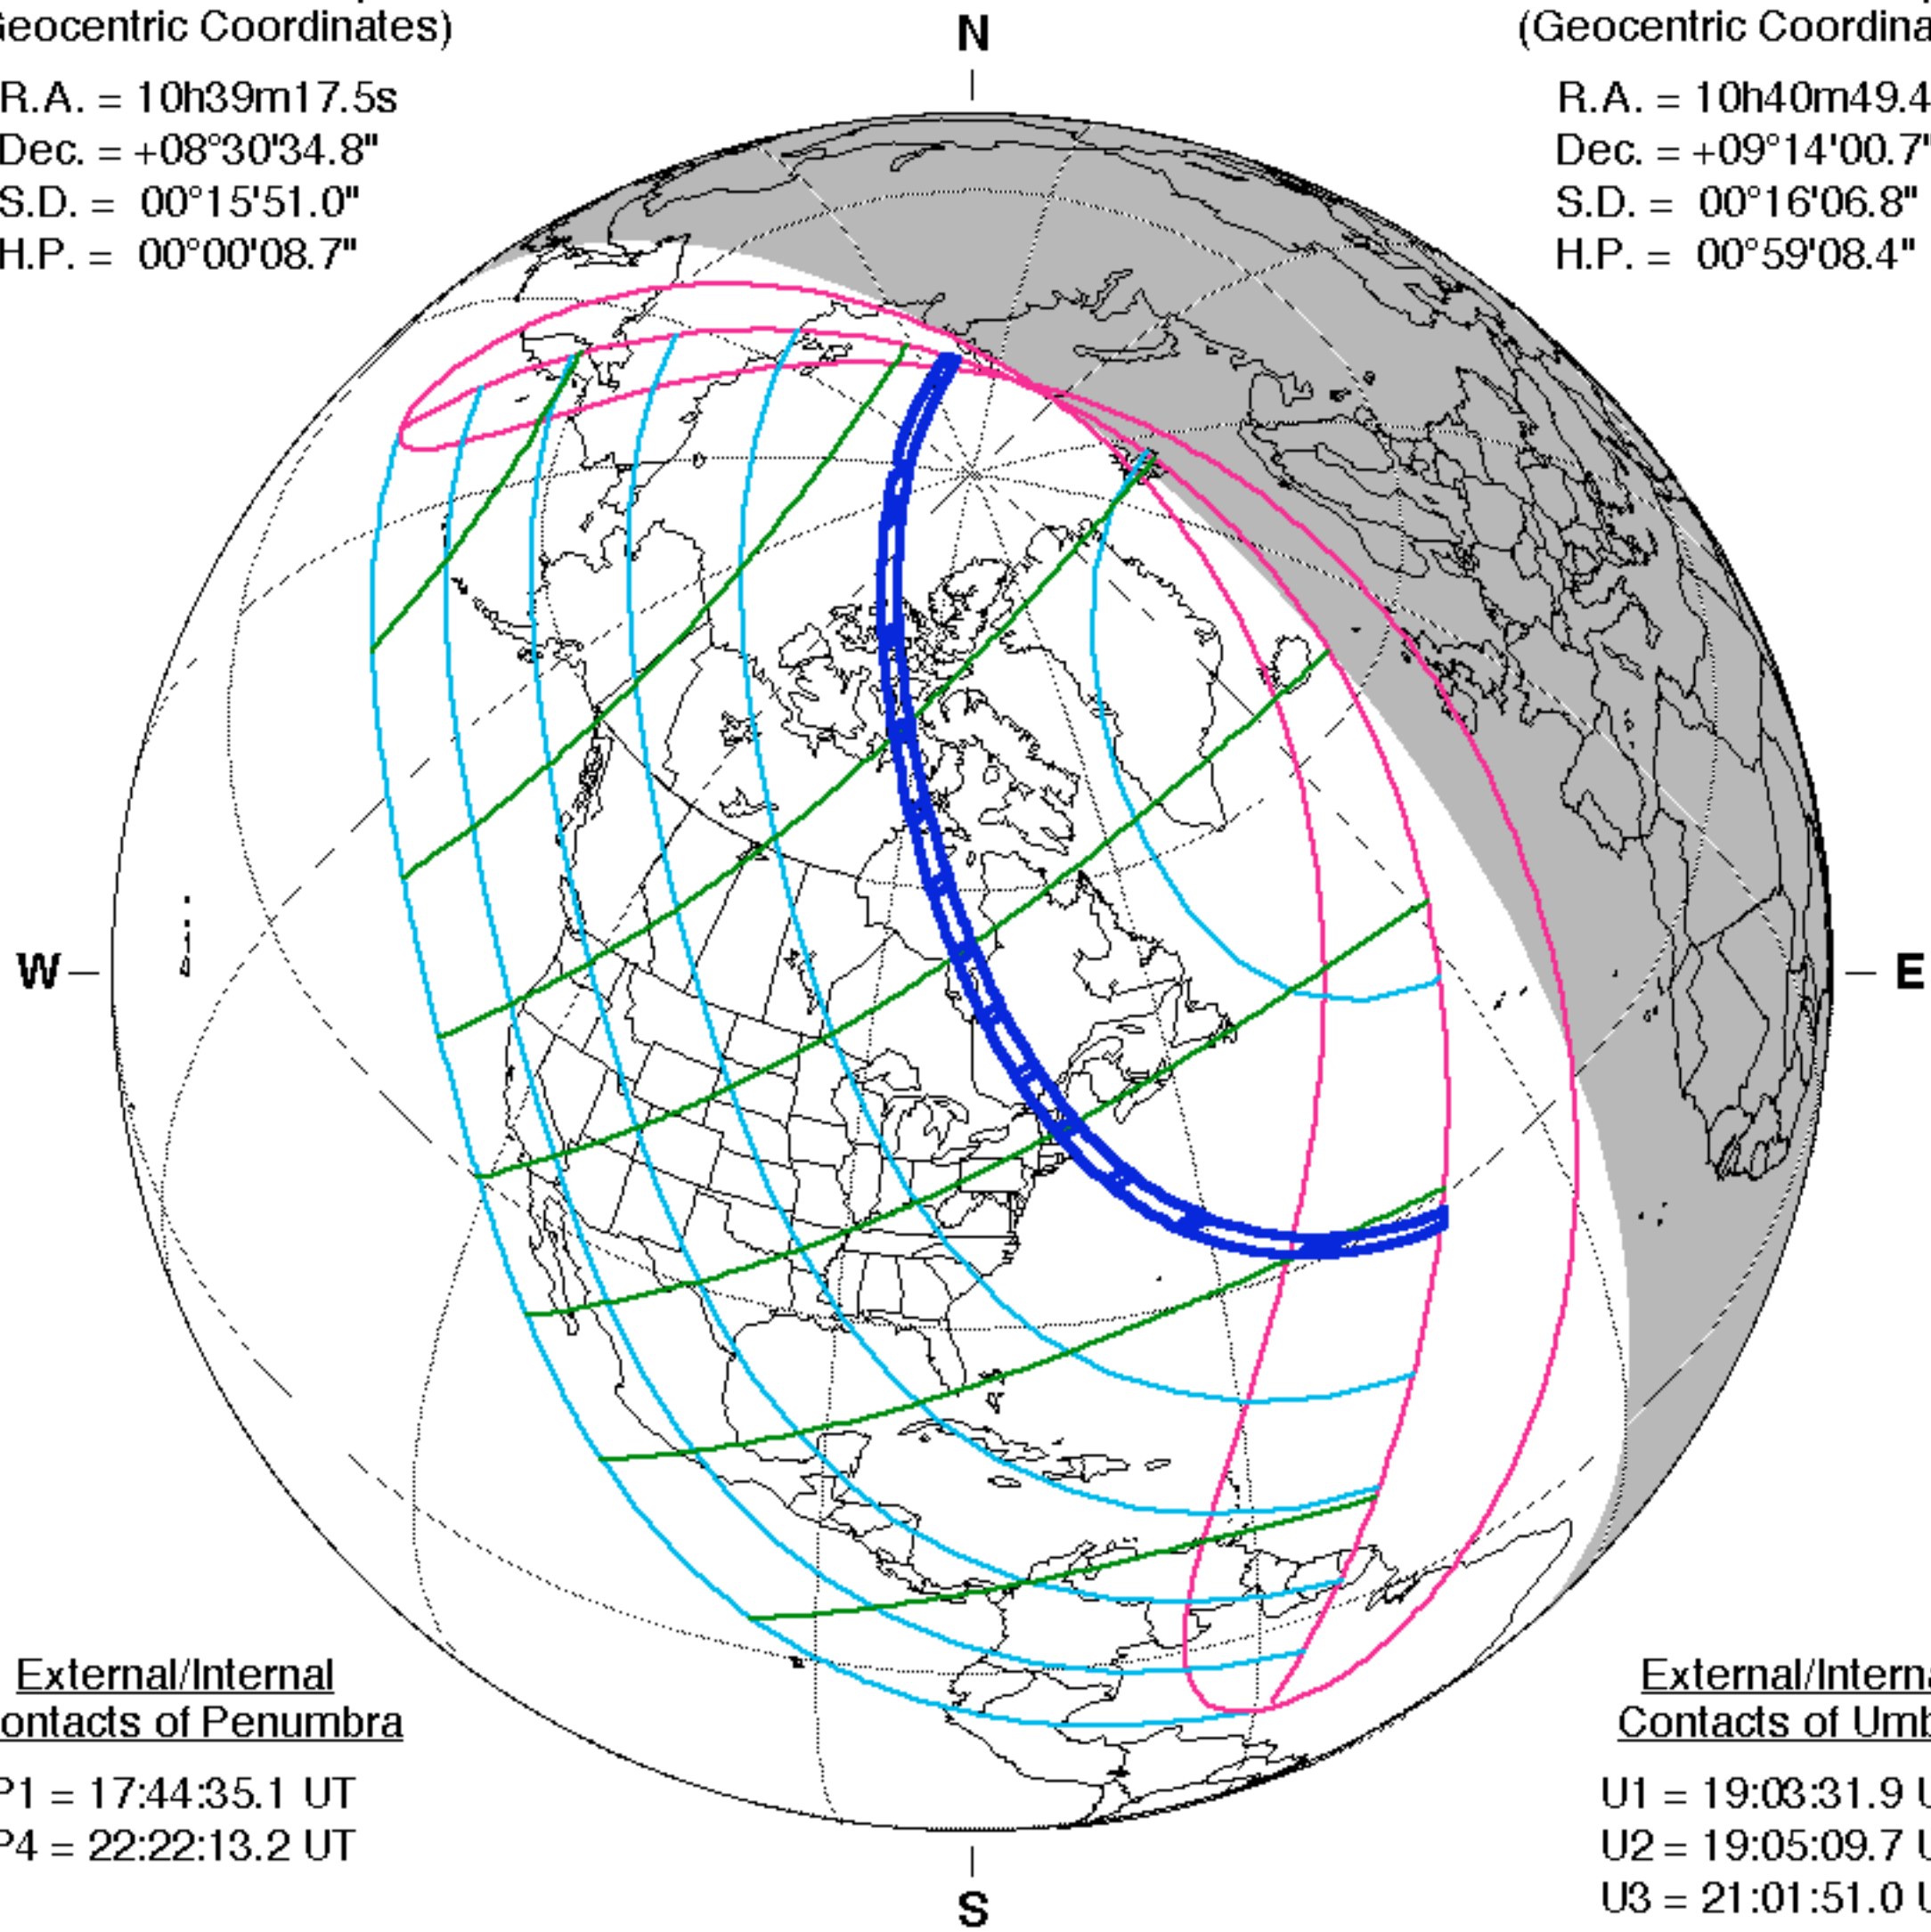 eocentric Coordinates)
R.A. = 10h39m17.5s
Dec. = +08°30'34.8"
S.D. = 00°15'51.0"
H.P. = 00°00'08.7"
N
(Geocentric Coordina
R.A. = 10h40m49.4
Dec. = +09°14'00.7"
S.D. = 00°16'06.8"
H.P. = 00°59'08.4"
W
E
External/Internal
ontacts of Penumbra
P1 = 17:44:35.1 UT
P4 = 22:22:13.2 UT
S
External/Interna
Contacts of Umb
U1 = 19:03:31.9 U
U2 = 19:05:09.7 U
U3 = 21:01:51.0 U